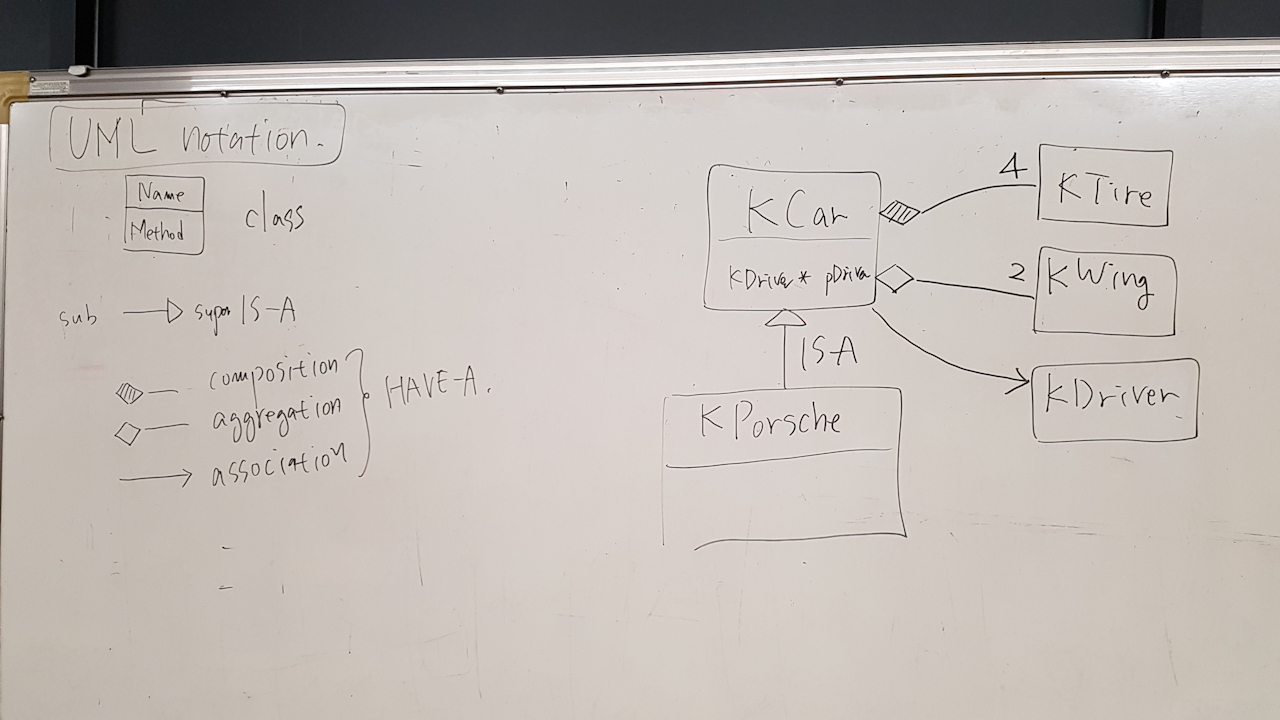 UML notation.
Name
Method
class
sub super IS-A
composition
aggregation
association
HAVE-A.
KCar
KDriver* pDriver
4
KTire
2
KWing
KDriver
IS-A
KPorsche